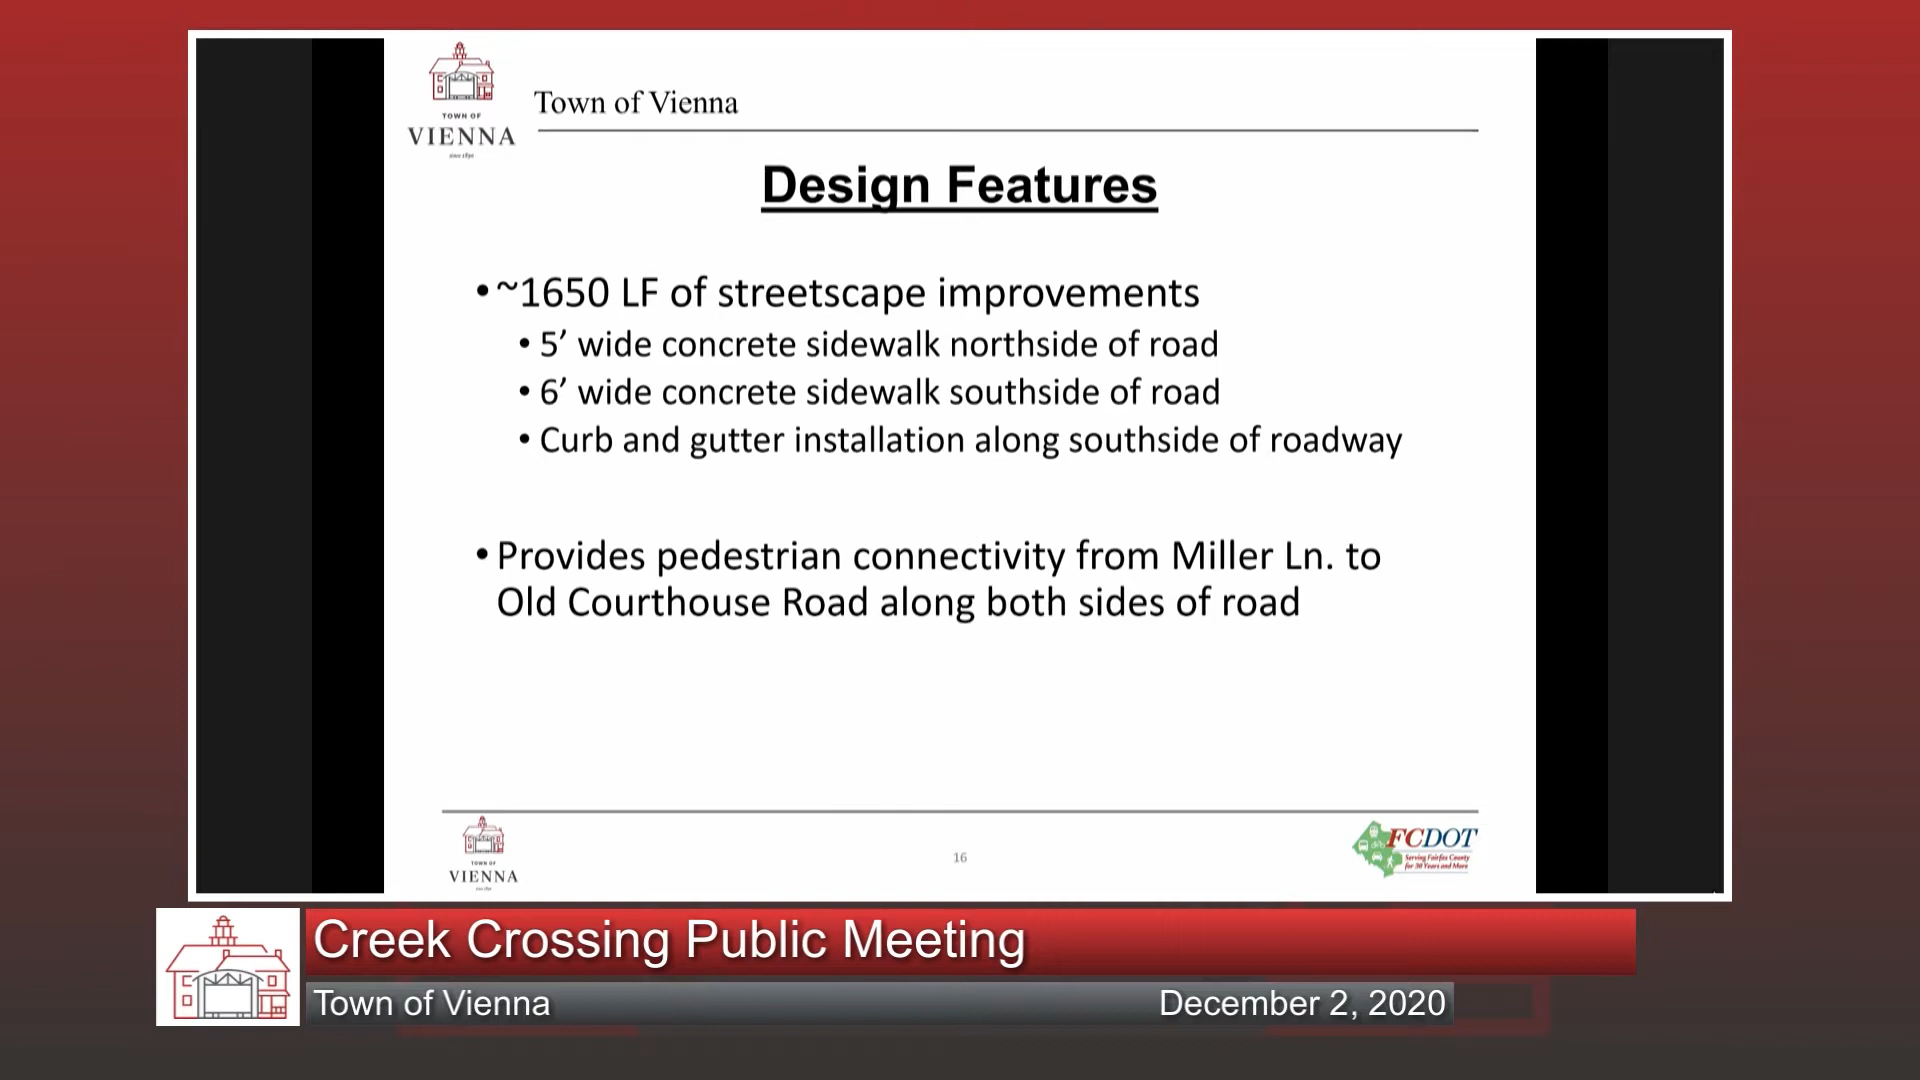 TOWN OF
VIENNA
since 1890
Town of Vienna
Design Features
• ~1650 LF of streetscape improvements
• 5’ wide concrete sidewalk northside of road
• 6’ wide concrete sidewalk southside of road
• Curb and gutter installation along southside of roadway
• Provides pedestrian connectivity from Miller Ln. to
Old Courthouse Road along both sides of road
TOWN OF
VIENNA
16
FCDOT
Serving Fairfax County
for 30 Years and More
Creek Crossing Public Meeting
Town of Vienna
December 2, 2020